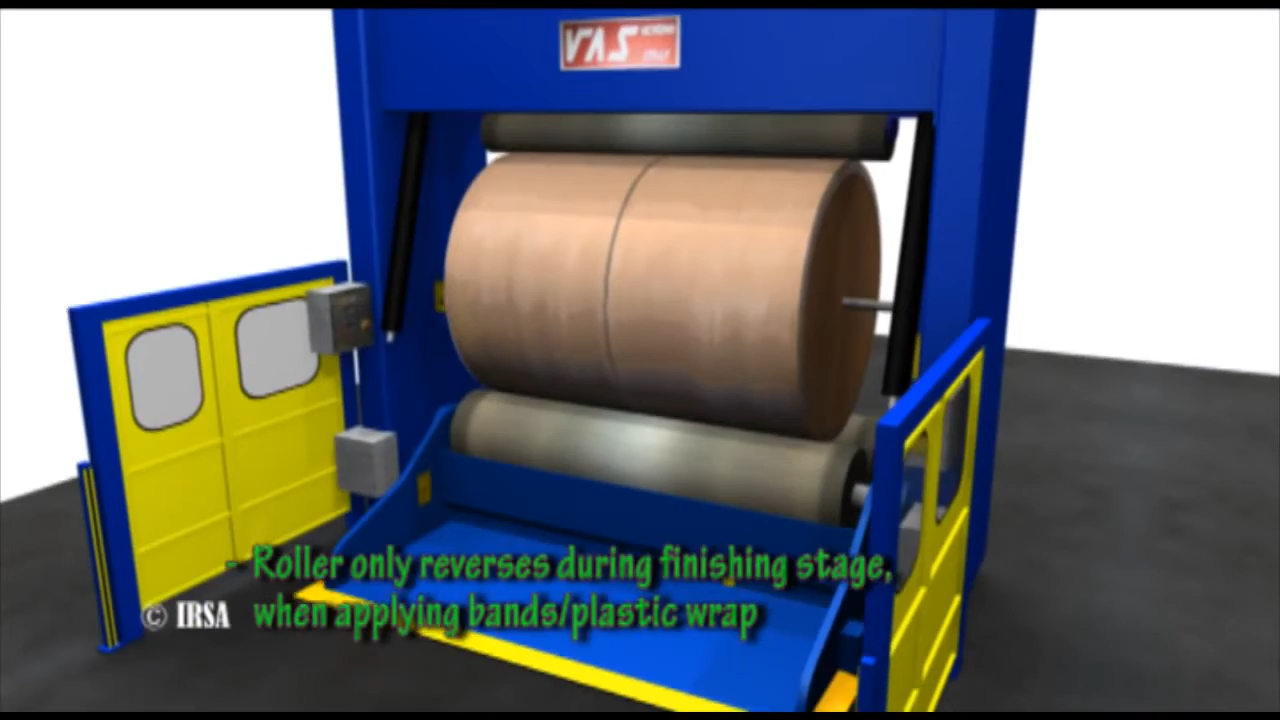 VAS
- Roller only reverses during finishing stage,
when applying bands/plastic wrap
© IRSA